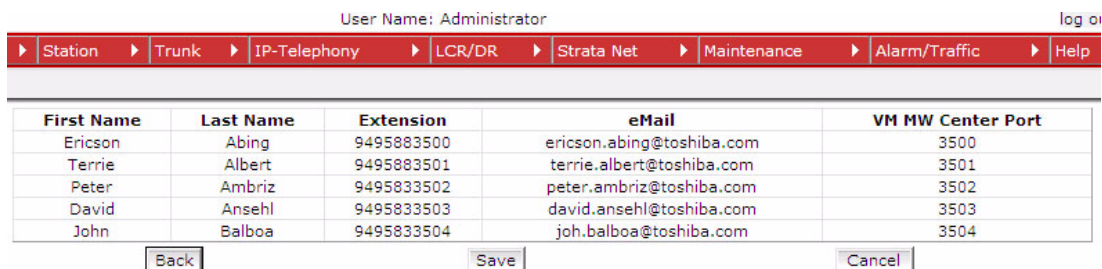 User Name: Administrator log ou
Station Trunk IP-Telephony LCR/DR Strata Net Maintenance Alarm/Traffic Help
First Name Last Name Extension eMail VM MW Center Port
Ericson Abing 9495883500 ericson.abing@toshiba.com 3500
Terrie Albert 9495883501 terrie.albert@toshiba.com 3501
Peter Ambriz 9495833502 peter.ambriz@toshiba.com 3502
David Ansehl 9495833503 david.ansehl@toshiba.com 3503
John Balboa 9495833504 joh.balboa@toshiba.com 3504
Back Save Cancel